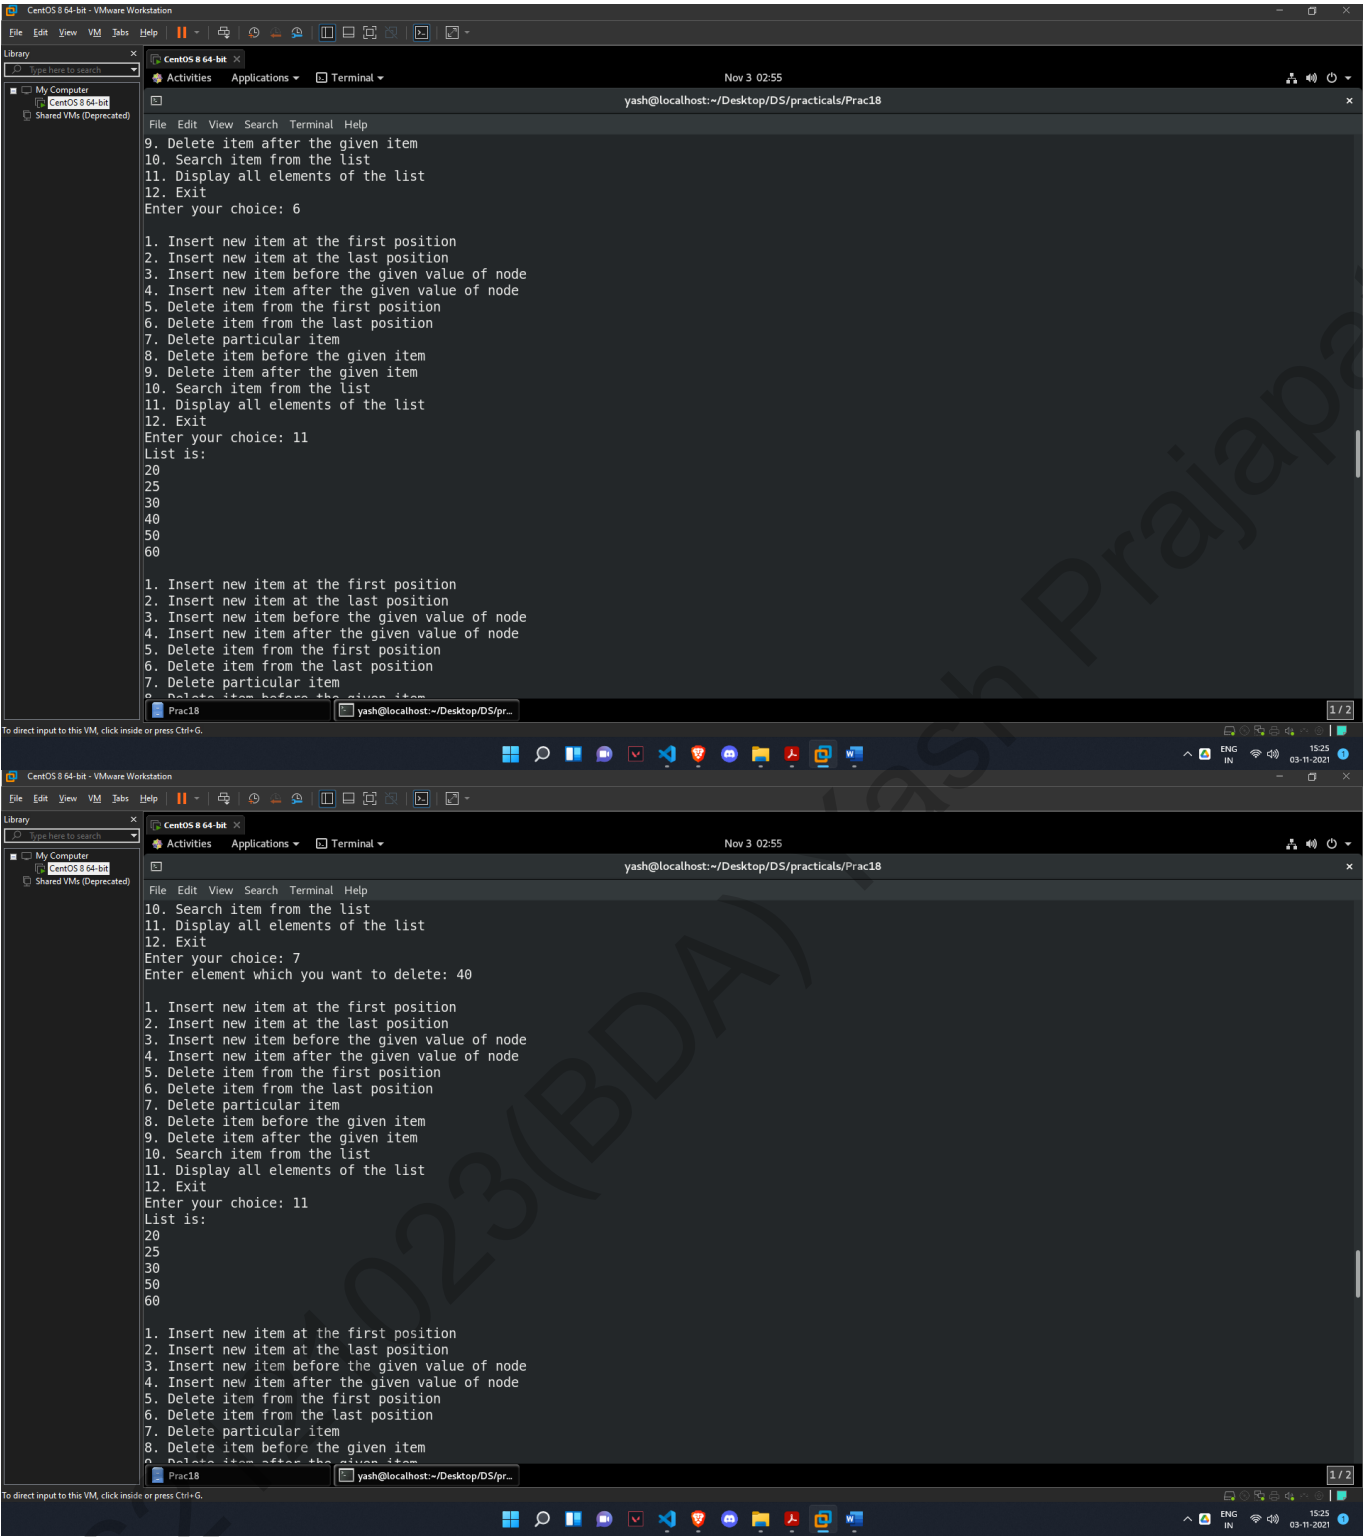 CentOS 8 64-bit - VMware Workstation
File Edit View VM Tabs Help
Library
CentOS 8 64-bit
Type here to search
Activities Applications Terminal Nov 3 02:55
My Computer
CentOS 8 64-bit
Shared VMs (Deprecated)
yash@localhost:~/Desktop/DS/practicals/Prac18
File Edit View Search Terminal Help
9. Delete item after the given item
10. Search item from the list
11. Display all elements of the list
12. Exit
Enter your choice: 6
1. Insert new item at the first position
2. Insert new item at the last position
3. Insert new item before the given value of node
4. Insert new item after the given value of node
5. Delete item from the first position
6. Delete item from the last position
7. Delete particular item
8. Delete item before the given item
9. Delete item after the given item
10. Search item from the list
11. Display all elements of the list
12. Exit
Enter your choice: 11
List is:
20
25
30
40
50
60
1. Insert new item at the first position
2. Insert new item at the last position
3. Insert new item before the given value of node
4. Insert new item after the given value of node
5. Delete item from the first position
6. Delete item from the last position
7. Delete particular item
8. Delete item before the given item
Prac18 yash@localhost:~/Desktop/DS/pr... 1 / 2
To direct input to this VM, click inside or press Ctrl+G.
ENG IN 15:25 03-11-2021 1
CentOS 8 64-bit - VMware Workstation
File Edit View VM Tabs Help
Library
CentOS 8 64-bit
Type here to search
Activities Applications Terminal Nov 3 02:55
My Computer
CentOS 8 64-bit
Shared VMs (Deprecated)
yash@localhost:~/Desktop/DS/practicals/Prac18
File Edit View Search Terminal Help
10. Search item from the list
11. Display all elements of the list
12. Exit
Enter your choice: 7
Enter element which you want to delete: 40
1. Insert new item at the first position
2. Insert new item at the last position
3. Insert new item before the given value of node
4. Insert new item after the given value of node
5. Delete item from the first position
6. Delete item from the last position
7. Delete particular item
8. Delete item before the given item
9. Delete item after the given item
10. Search item from the list
11. Display all elements of the list
12. Exit
Enter your choice: 11
List is:
20
25
30
50
60
1. Insert new item at the first position
2. Insert new item at the last position
3. Insert new item before the given value of node
4. Insert new item after the given value of node
5. Delete item from the first position
6. Delete item from the last position
7. Delete particular item
8. Delete item before the given item
9. Delete item after the given item
Prac18 yash@localhost:~/Desktop/DS/pr... 1 / 2
To direct input to this VM, click inside or press Ctrl+G.
ENG IN 15:25 03-11-2021 1